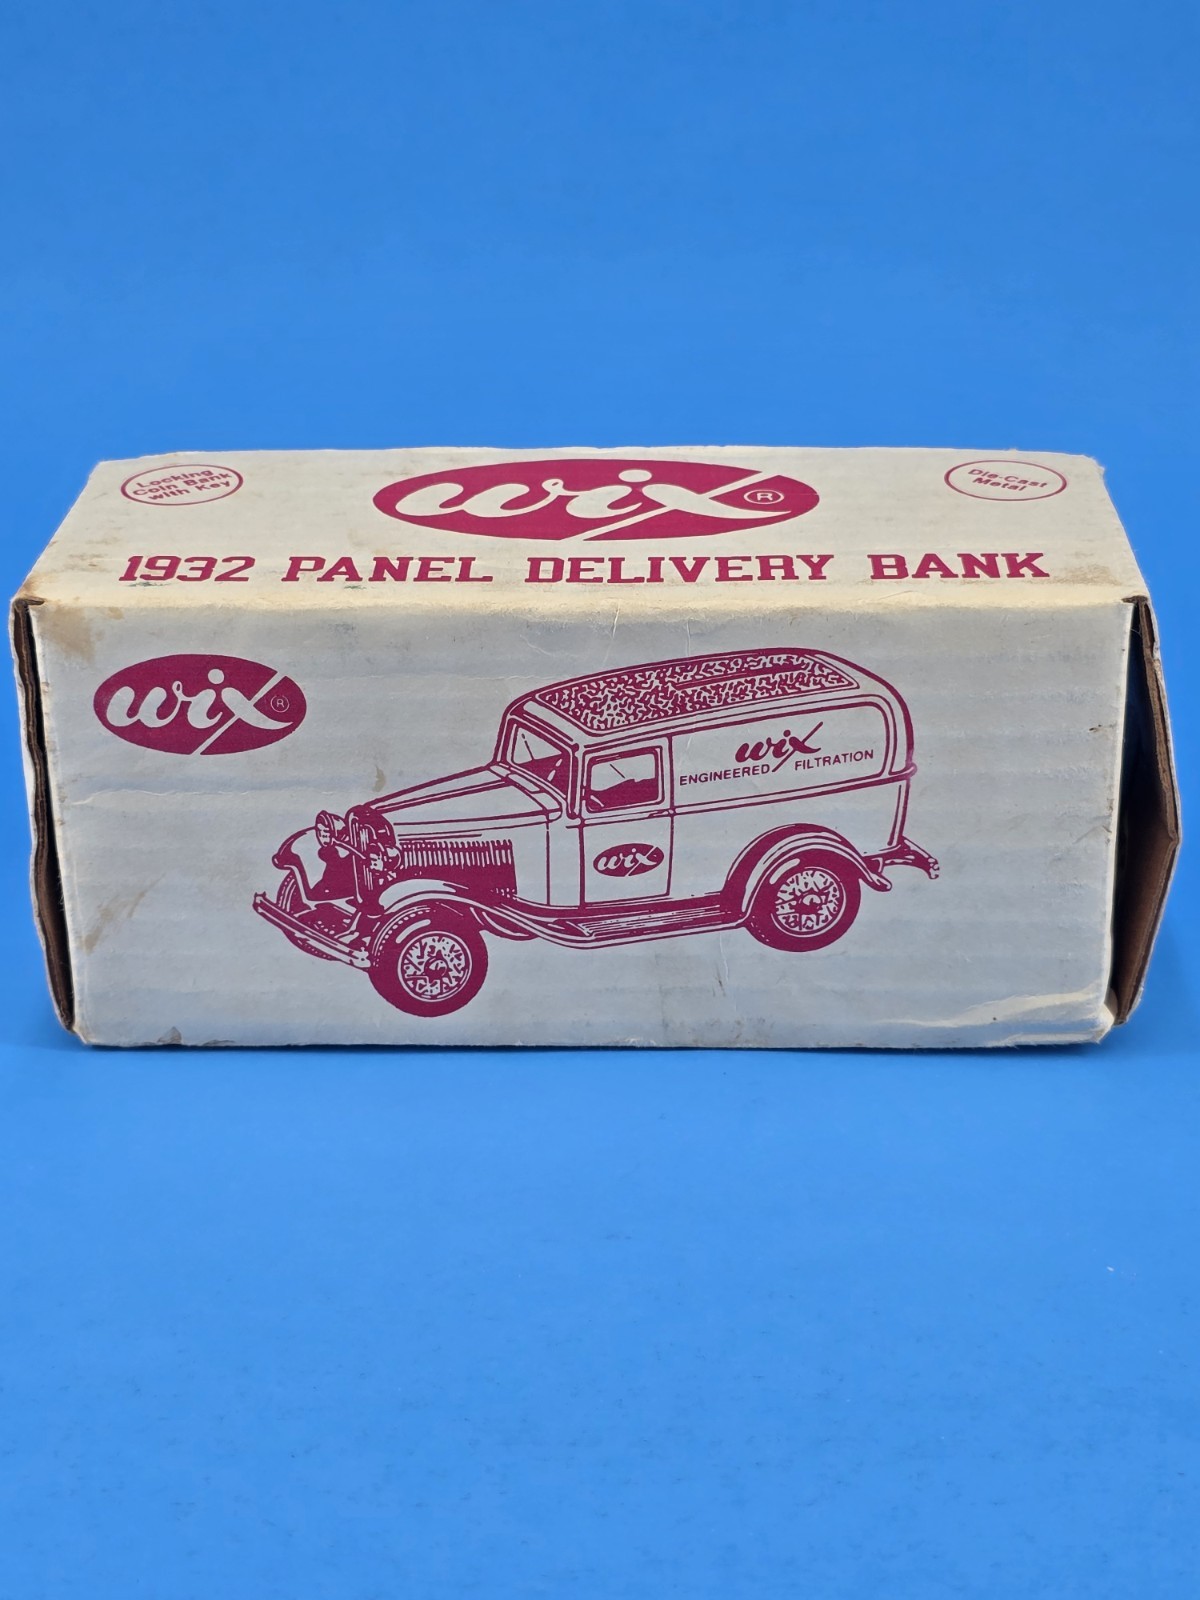 Locking
Coin Bank
with Key
wix ®
Die-Cast
Metal
1932 PANEL DELIVERY BANK
wix ®
wix
ENGINEERED FILTRATION
wix